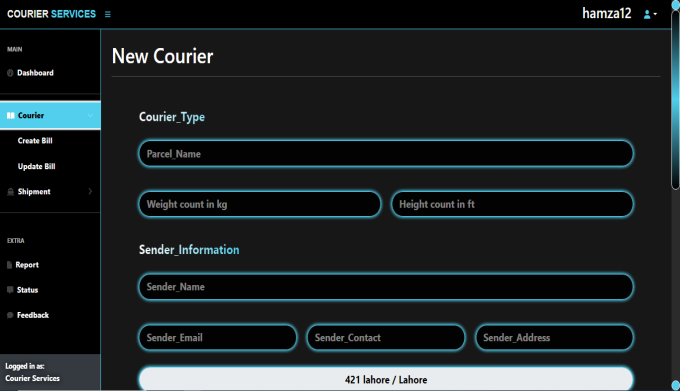 COURIER SERVICES
hamza12
MAIN
Dashboard
Courier
Create Bill
Update Bill
Shipment
EXTRA
Report
Status
Feedback
Logged in as:
Courier Services
New Courier
Courier_Type
Parcel_Name
Weight count in kg
Height count in ft
Sender_Information
Sender_Name
Sender_Email
Sender_Contact
Sender_Address
421 lahore / Lahore